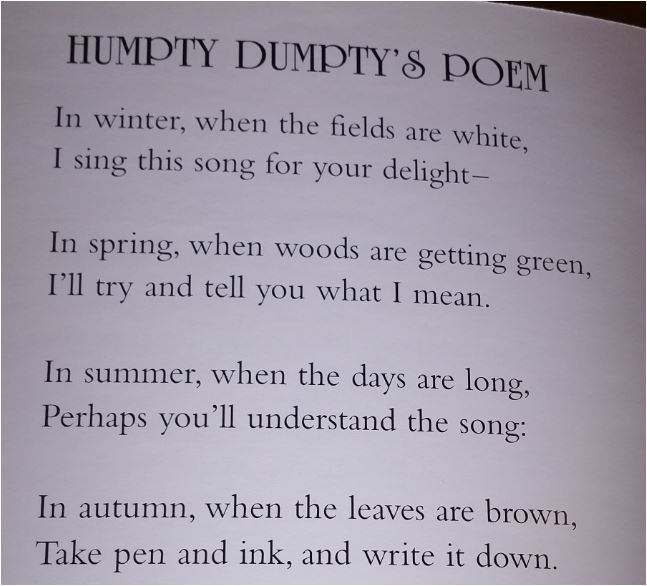 HUMPTY DUMPTY'S POEM
In winter, when the fields are white,
I sing this song for your delight—
In spring, when woods are getting green,
I'll try and tell you what I mean.
In summer, when the days are long,
Perhaps you'll understand the song:
In autumn, when the leaves are brown,
Take pen and ink, and write it down.